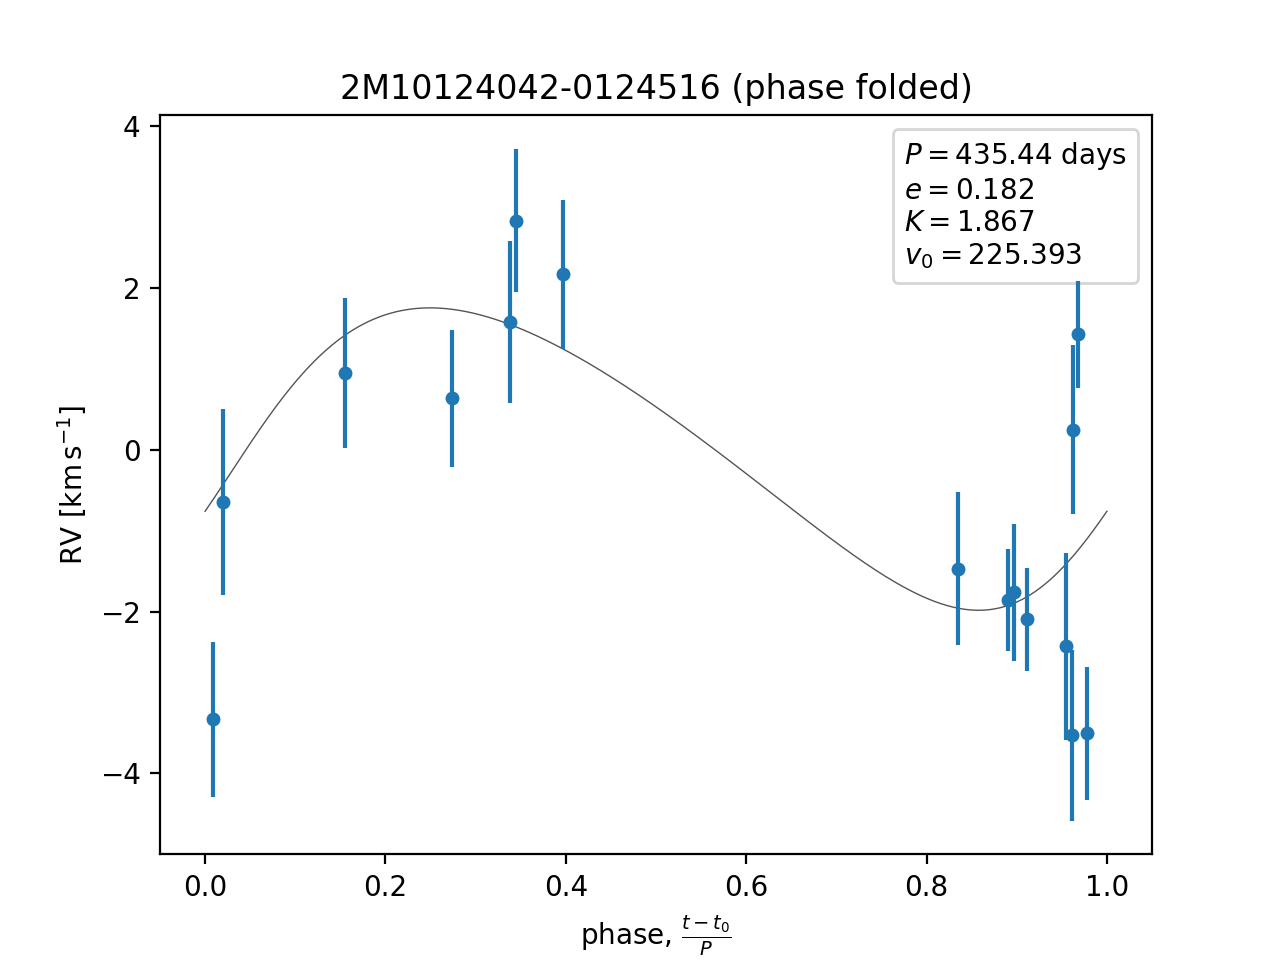 2M10124042-0124516 (phase folded)
P = 435.44 days
e = 0.182
K = 1.867
v₀ = 225.393
4
2
0
−2
−4
RV [km s⁻¹]
0.0 0.2 0.4 0.6 0.8 1.0
phase, (t − t₀)/P